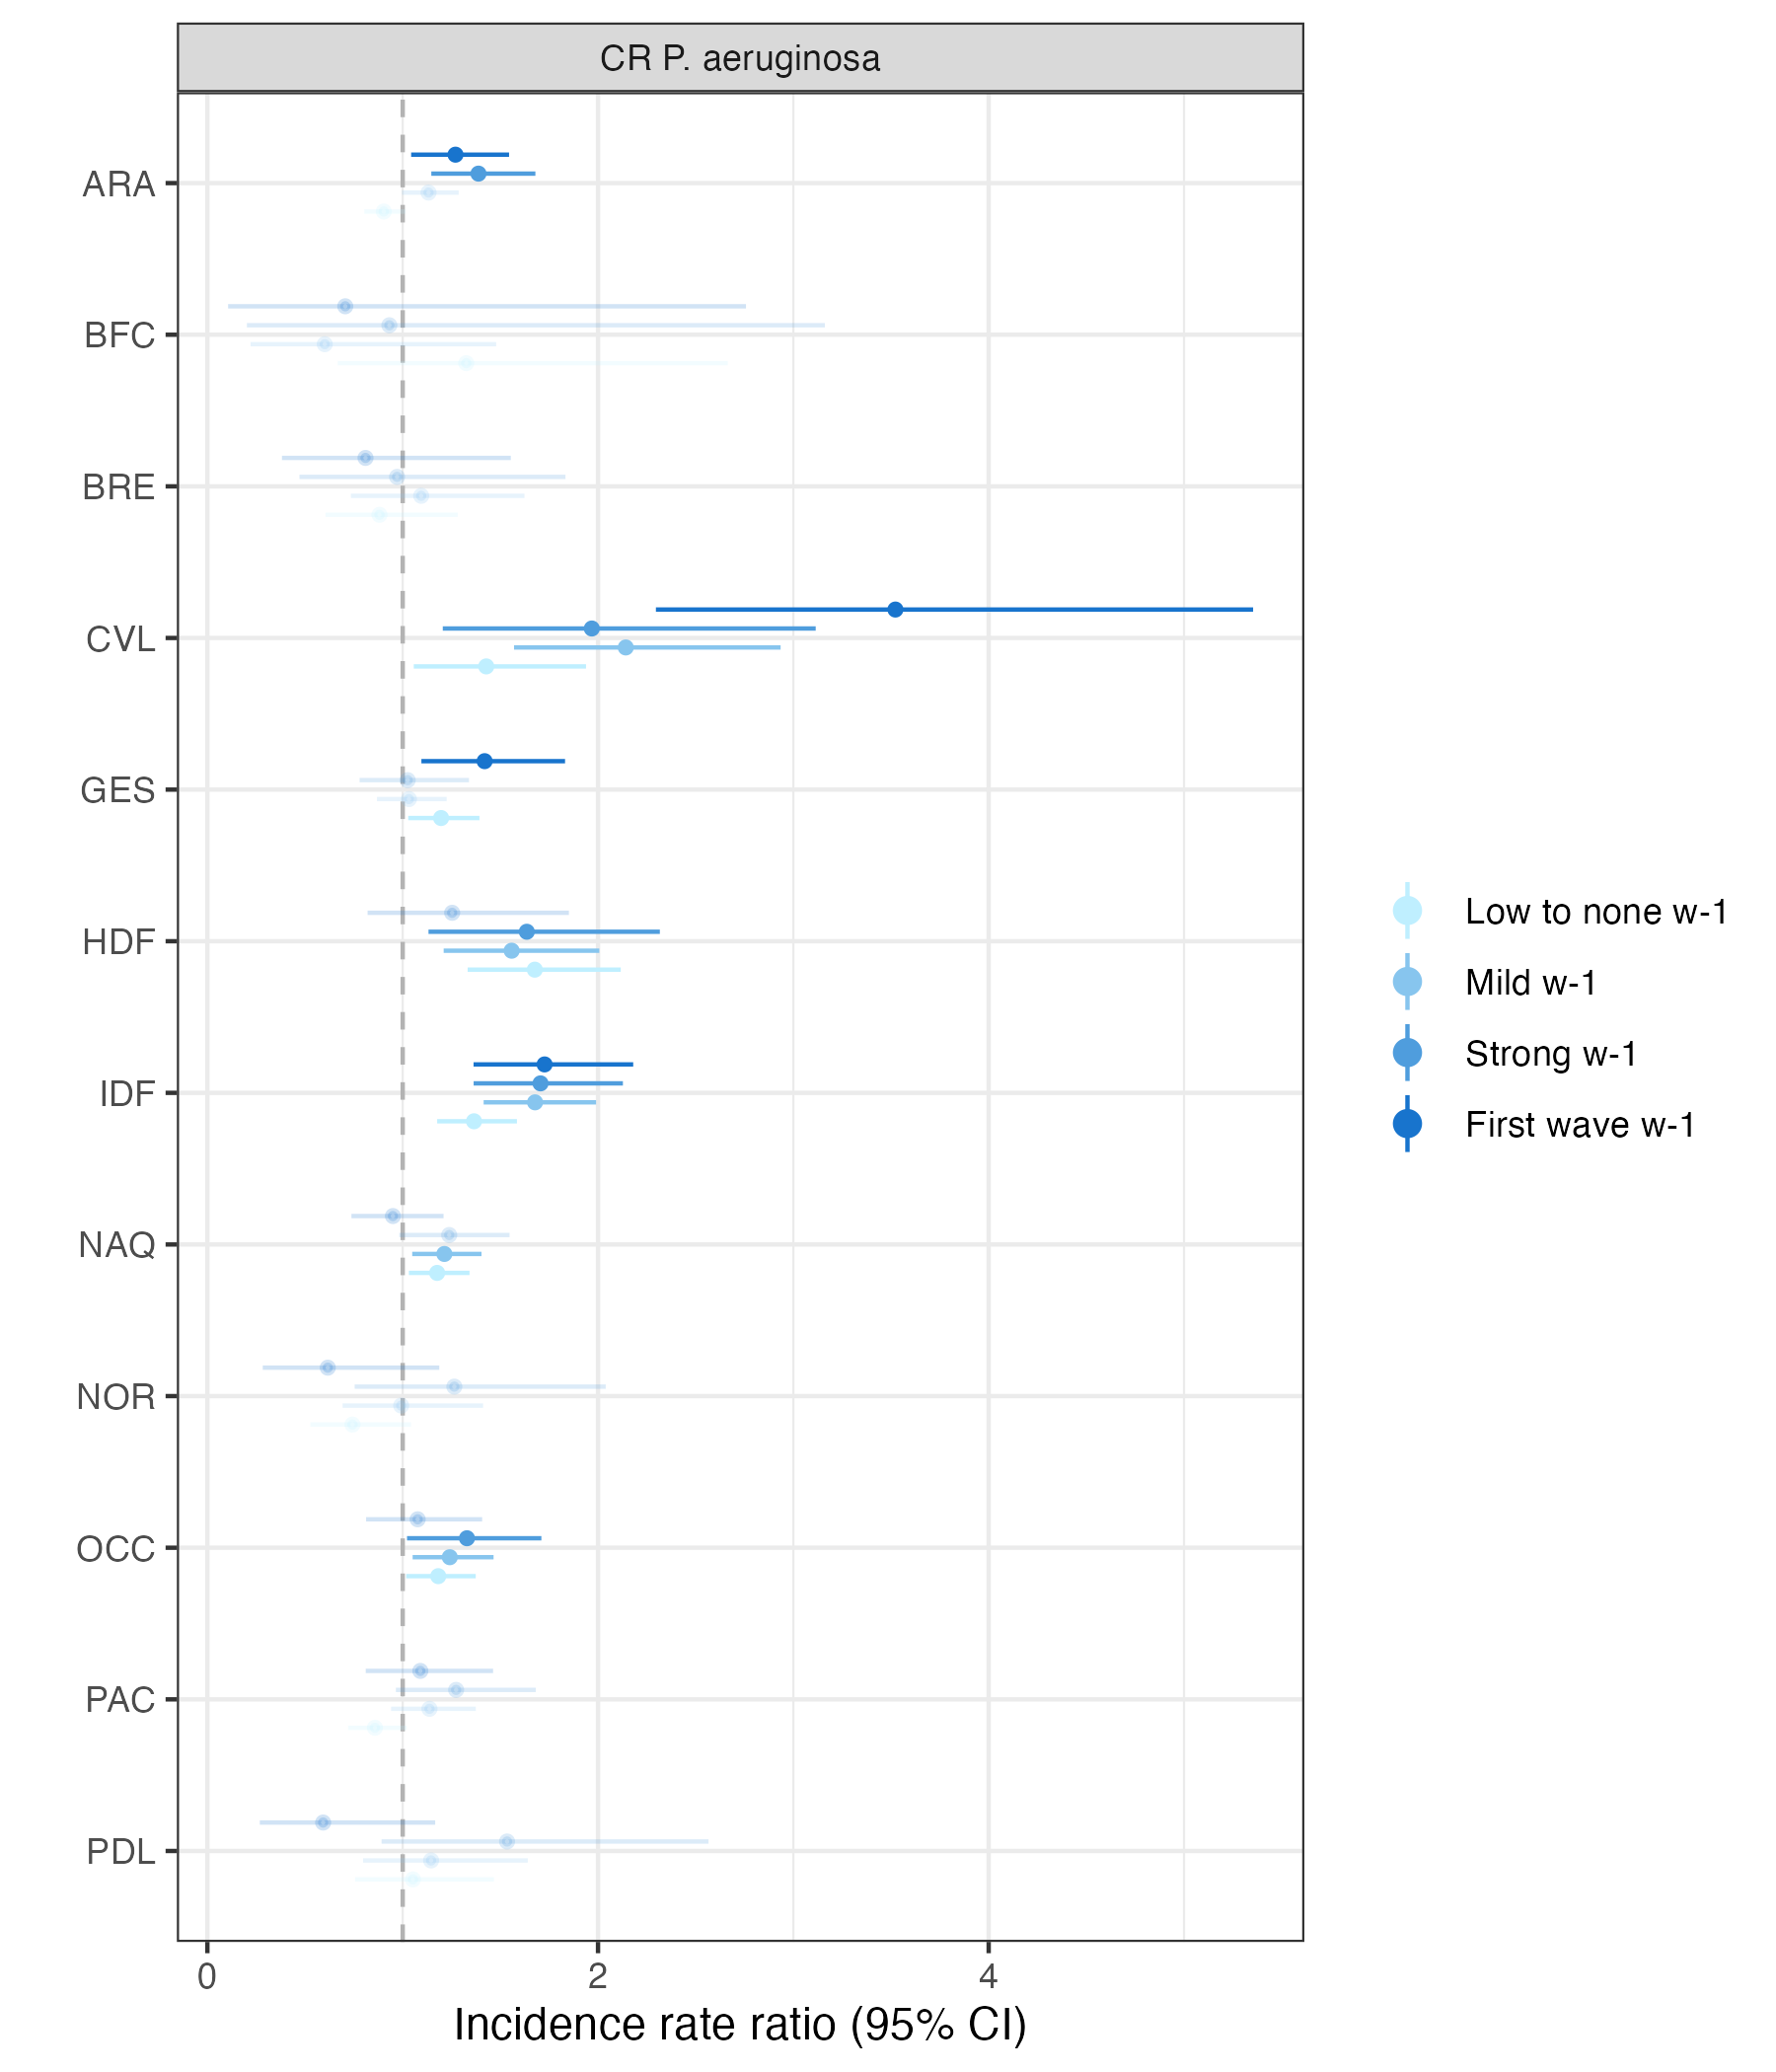 CR P. aeruginosa
ARA
BFC
BRE
CVL
GES
HDF
IDF
NAQ
NOR
OCC
PAC
PDL
0 2 4
Incidence rate ratio (95% CI)
Low to none w-1
Mild w-1
Strong w-1
First wave w-1